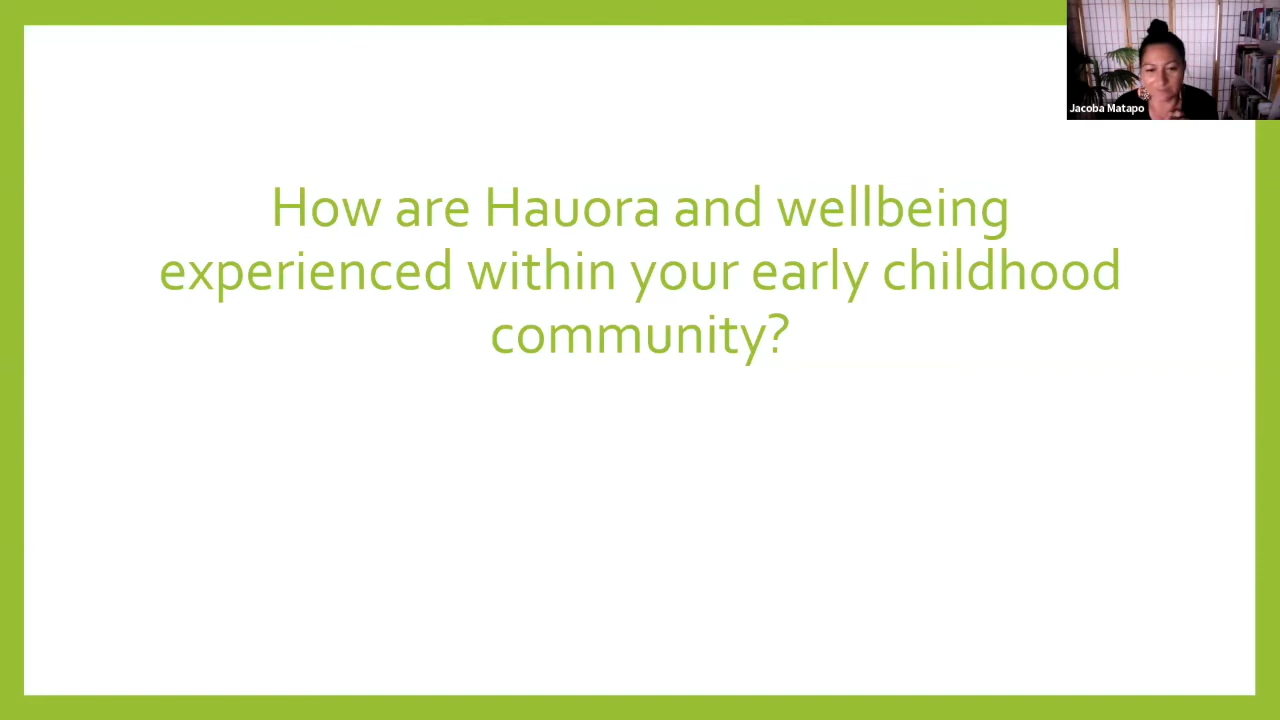 Jacoba Matapo
How are Hauora and wellbeing
experienced within your early childhood
community?